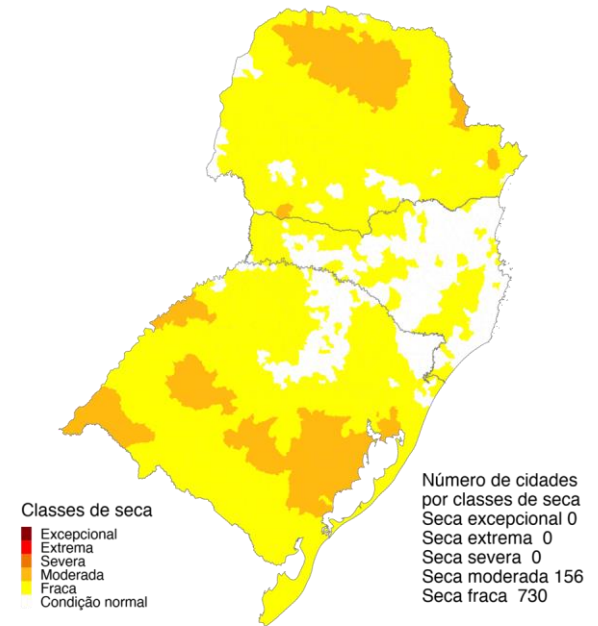 Classes de seca
Excepcional
Extrema
Severa
Moderada
Fraca
Condição normal
Número de cidades
por classes de seca
Seca excepcional 0
Seca extrema 0
Seca severa 0
Seca moderada 156
Seca fraca 730